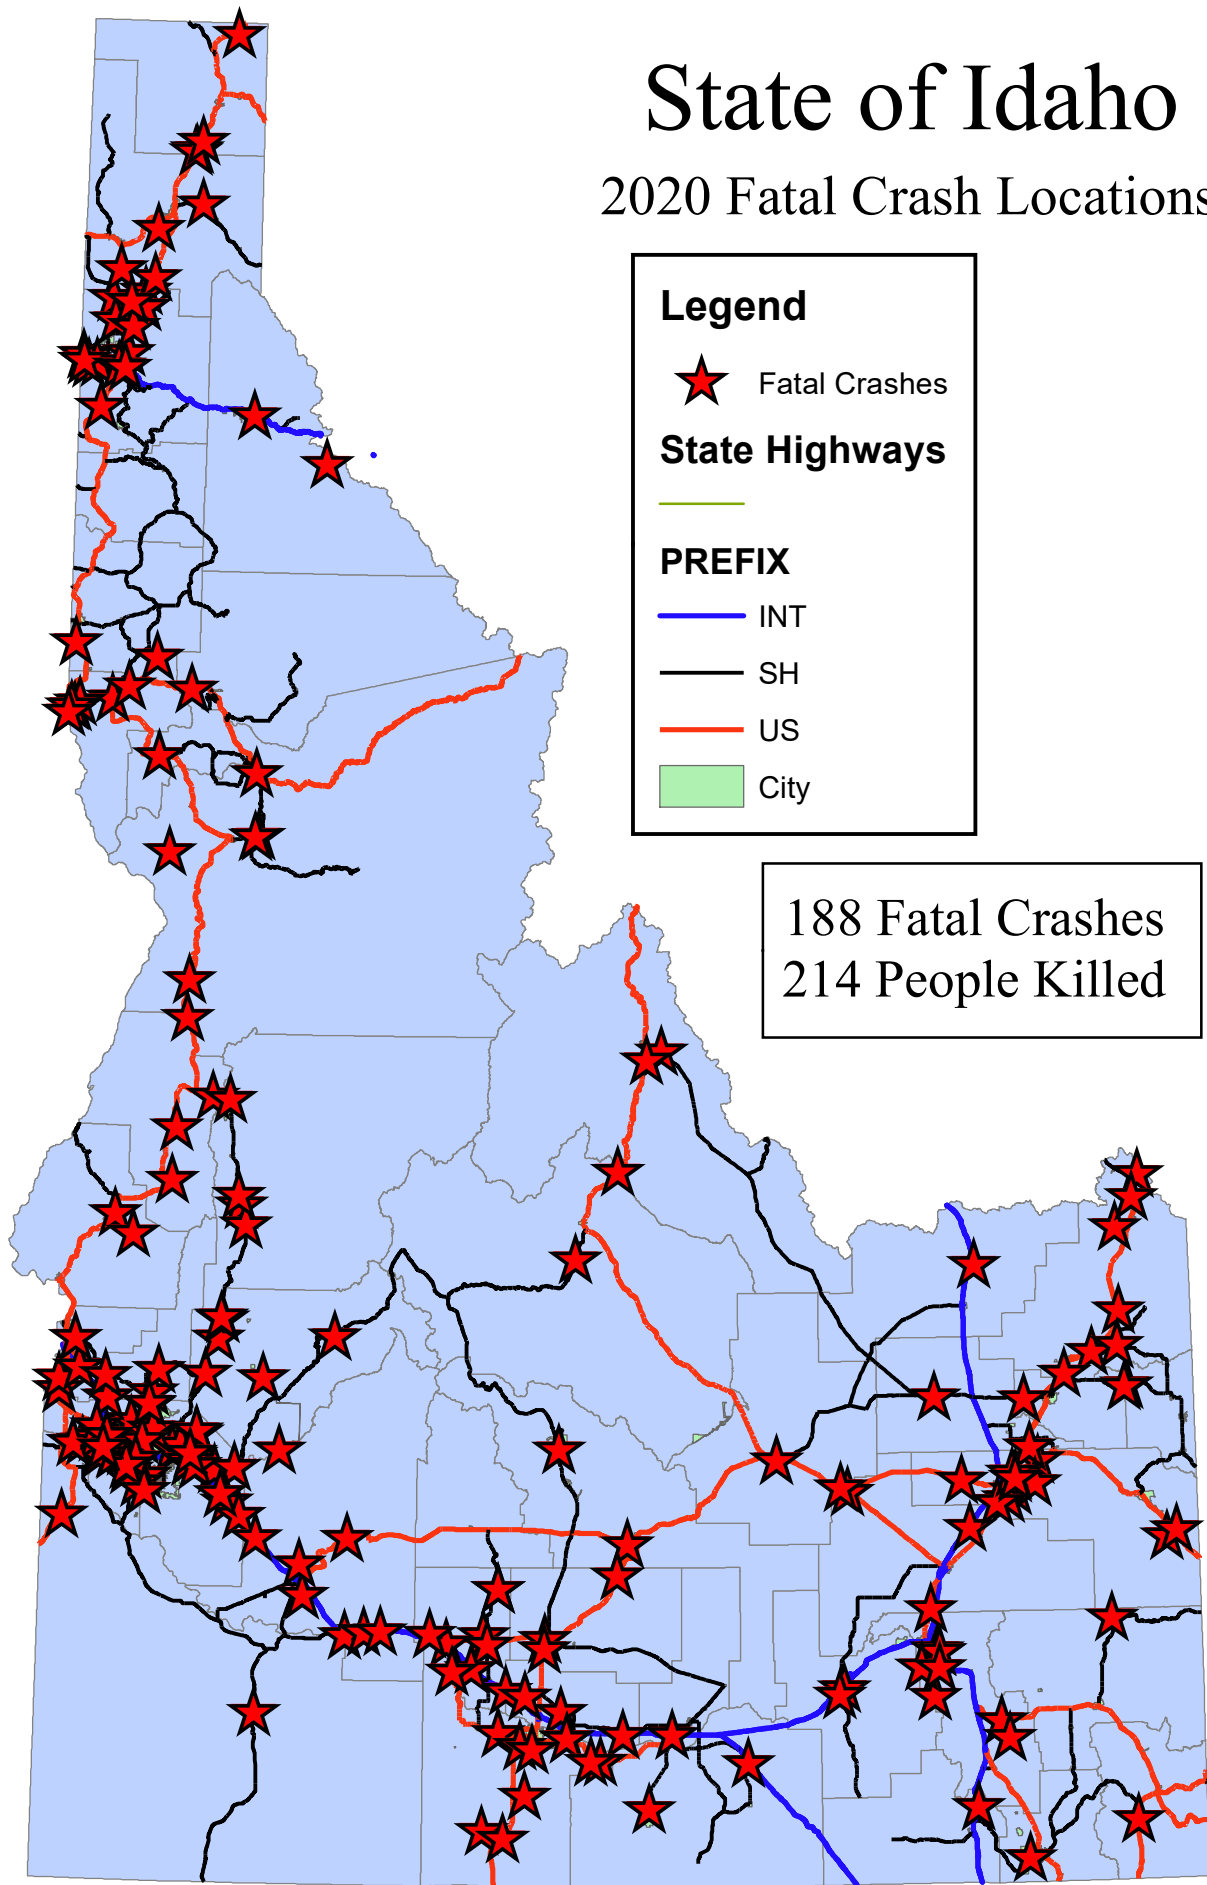 State of Idaho
2020 Fatal Crash Locations
Legend
Fatal Crashes
State Highways
PREFIX
INT
SH
US
City
188 Fatal Crashes
214 People Killed